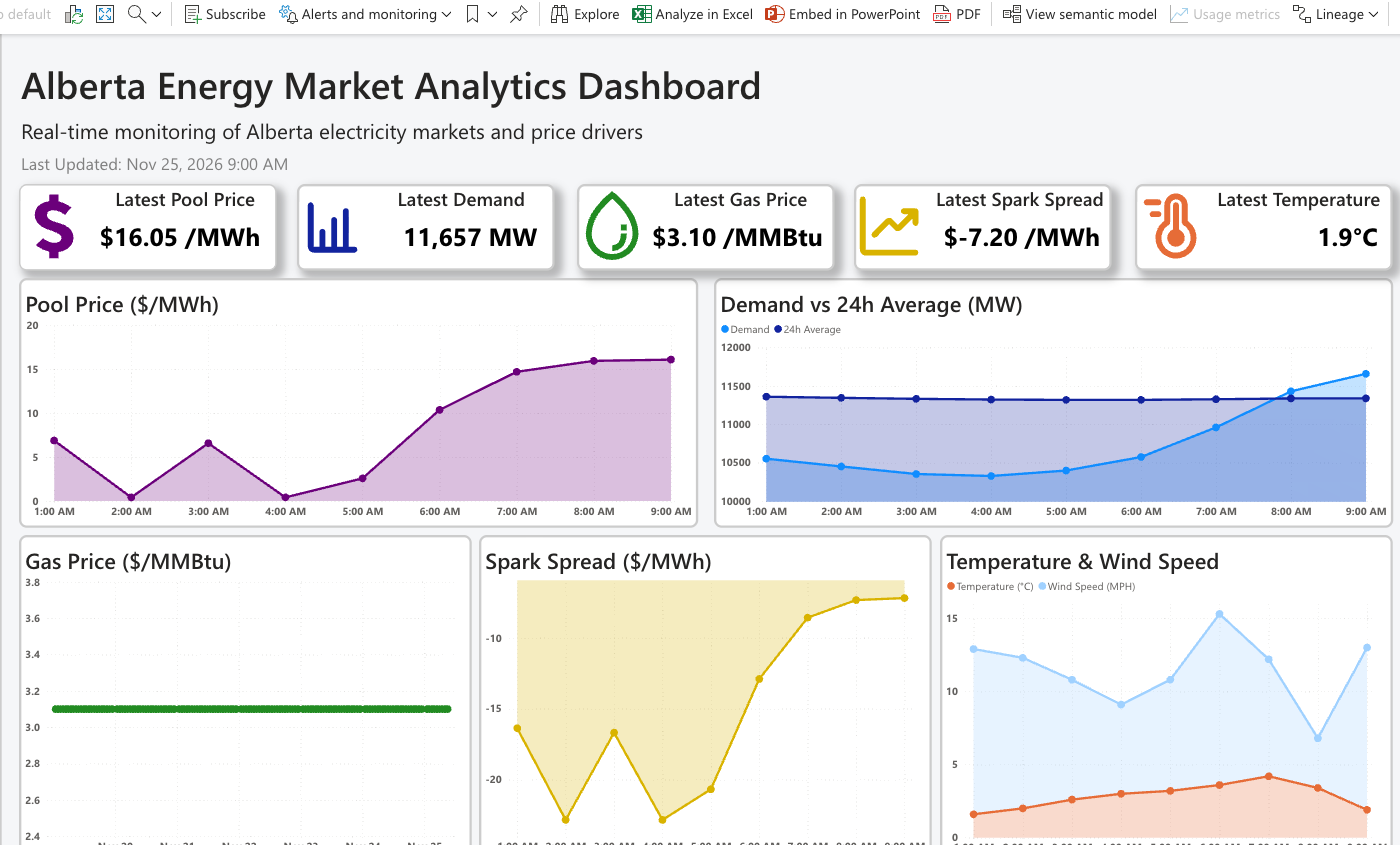 default Subscribe Alerts and monitoring Explore Analyze in Excel Embed in PowerPoint PDF View semantic model Usage metrics Lineage
Alberta Energy Market Analytics Dashboard
Real-time monitoring of Alberta electricity markets and price drivers
Last Updated: Nov 25, 2026 9:00 AM
Latest Pool Price
$16.05 /MWh
Latest Demand
11,657 MW
Latest Gas Price
$3.10 /MMBtu
Latest Spark Spread
$-7.20 /MWh
Latest Temperature
1.9°C
Pool Price ($/MWh)
20
15
10
5
0
1:00 AM 2:00 AM 3:00 AM 4:00 AM 5:00 AM 6:00 AM 7:00 AM 8:00 AM 9:00 AM
Demand vs 24h Average (MW)
Demand 24h Average
12000
11500
11000
10500
10000
1:00 AM 2:00 AM 3:00 AM 4:00 AM 5:00 AM 6:00 AM 7:00 AM 8:00 AM 9:00 AM
Gas Price ($/MMBtu)
3.8
3.6
3.4
3.2
3.0
2.8
2.6
2.4
Spark Spread ($/MWh)
-10
-15
-20
Temperature & Wind Speed
Temperature (°C) Wind Speed (MPH)
15
10
5
0